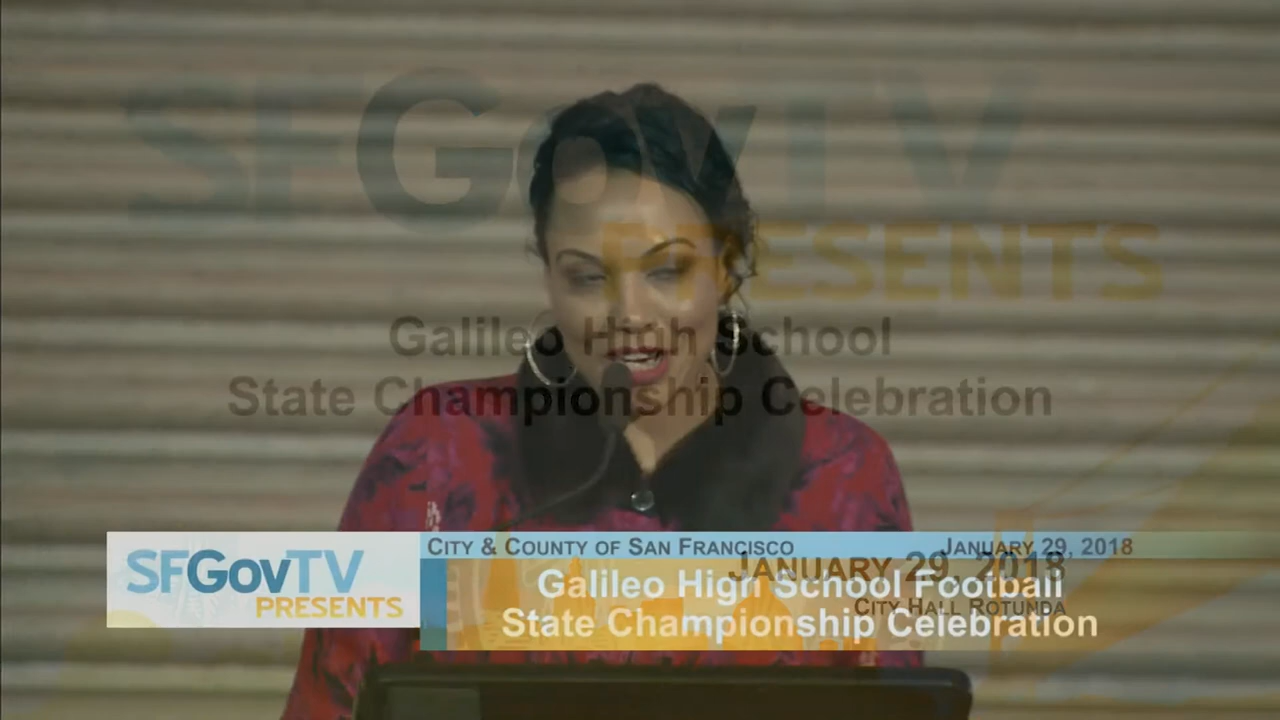 SFGovTV
PRESENTS
Galileo High School
State Championship Celebration
CITY & COUNTY OF SAN FRANCISCO
JANUARY 29, 2018
SFGovTV
PRESENTS
JANUARY 29, 2018
Galileo High School Football
CITY HALL ROTUNDA
State Championship Celebration